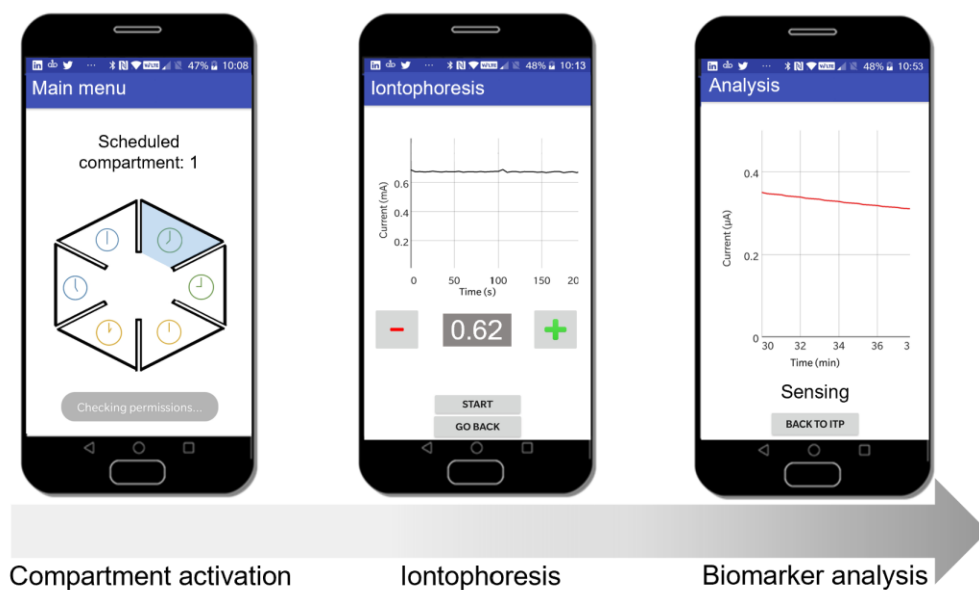 47% 10:08
Main menu
Scheduled
compartment: 1
Checking permissions...
48% 10:13
Iontophoresis
Current (mA)
0.6
0.4
0.2
0 50 100 150 20
Time (s)
0.62
START
GO BACK
48% 10:53
Analysis
Current (µA)
0.4
0.2
0
30 32 34 36 3
Time (min)
Sensing
BACK TO ITP
Compartment activation
Iontophoresis
Biomarker analysis